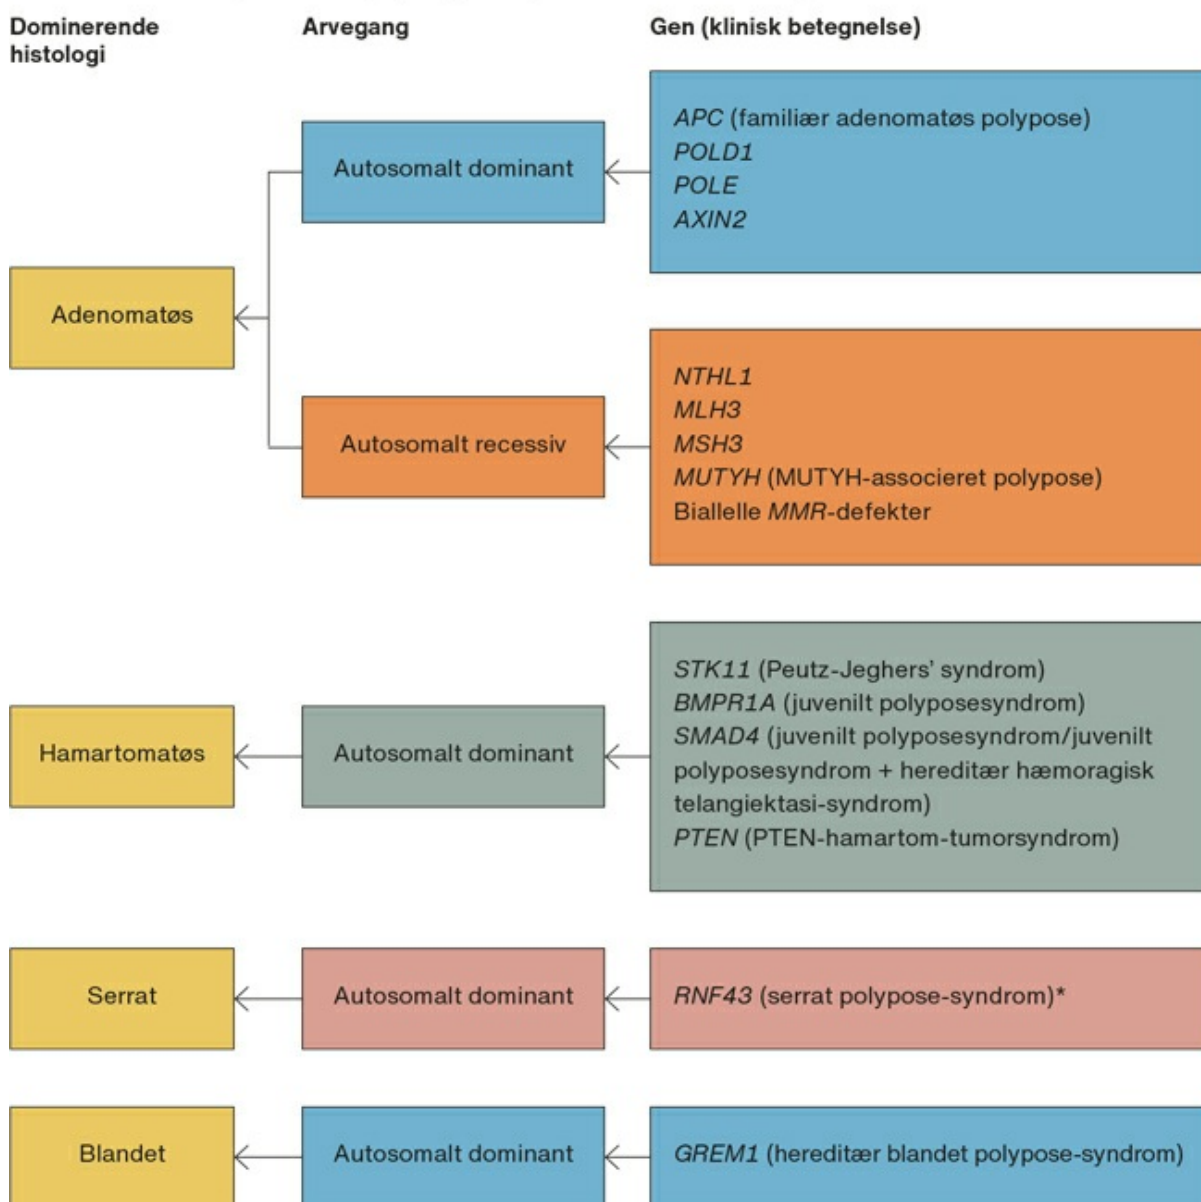 Dominerende
histologi
Arvegang
Gen (klinisk betegnelse)
Adenomatøs
Autosomalt dominant
APC (familiær adenomatøs polypose)
POLD1
POLE
AXIN2
Autosomalt recessiv
NTHL1
MLH3
MSH3
MUTYH (MUTYH-associeret polypose)
Biallelle MMR-defekter
Hamartomatøs
Autosomalt dominant
STK11 (Peutz-Jeghers’ syndrom)
BMPR1A (juvenilt polyposesyndrom)
SMAD4 (juvenilt polyposesyndrom/juvenilt
polyposesyndrom + hereditær hæmoragisk
telangiektasi-syndrom)
PTEN (PTEN-hamartom-tumorsyndrom)
Serrat
Autosomalt dominant
RNF43 (serrat polypose-syndrom)*
Blandet
Autosomalt dominant
GREM1 (hereditær blandet polypose-syndrom)